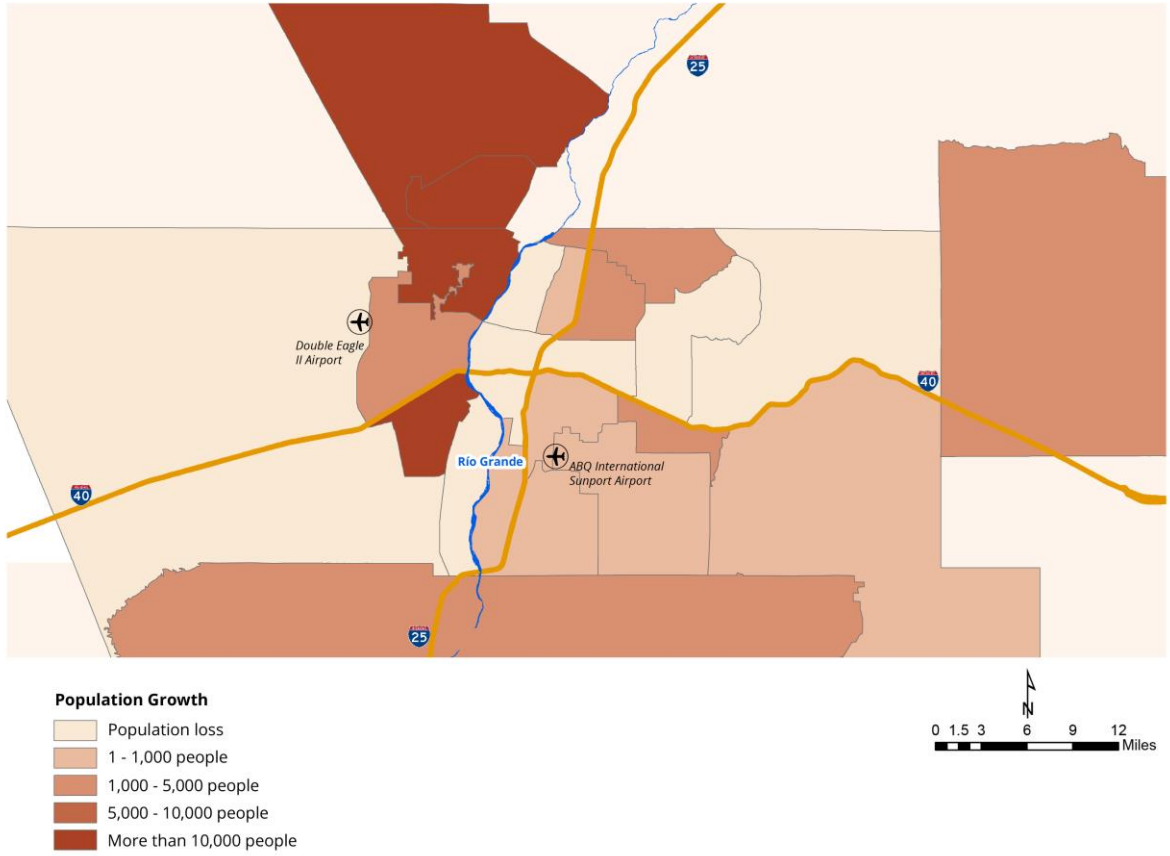 25
Double Eagle
II Airport
40
Río Grande
ABQ International
Sunport Airport
40
25
Population Growth
Population loss
1 - 1,000 people
1,000 - 5,000 people
5,000 - 10,000 people
More than 10,000 people
N
0 1.5 3 6 9 12
Miles